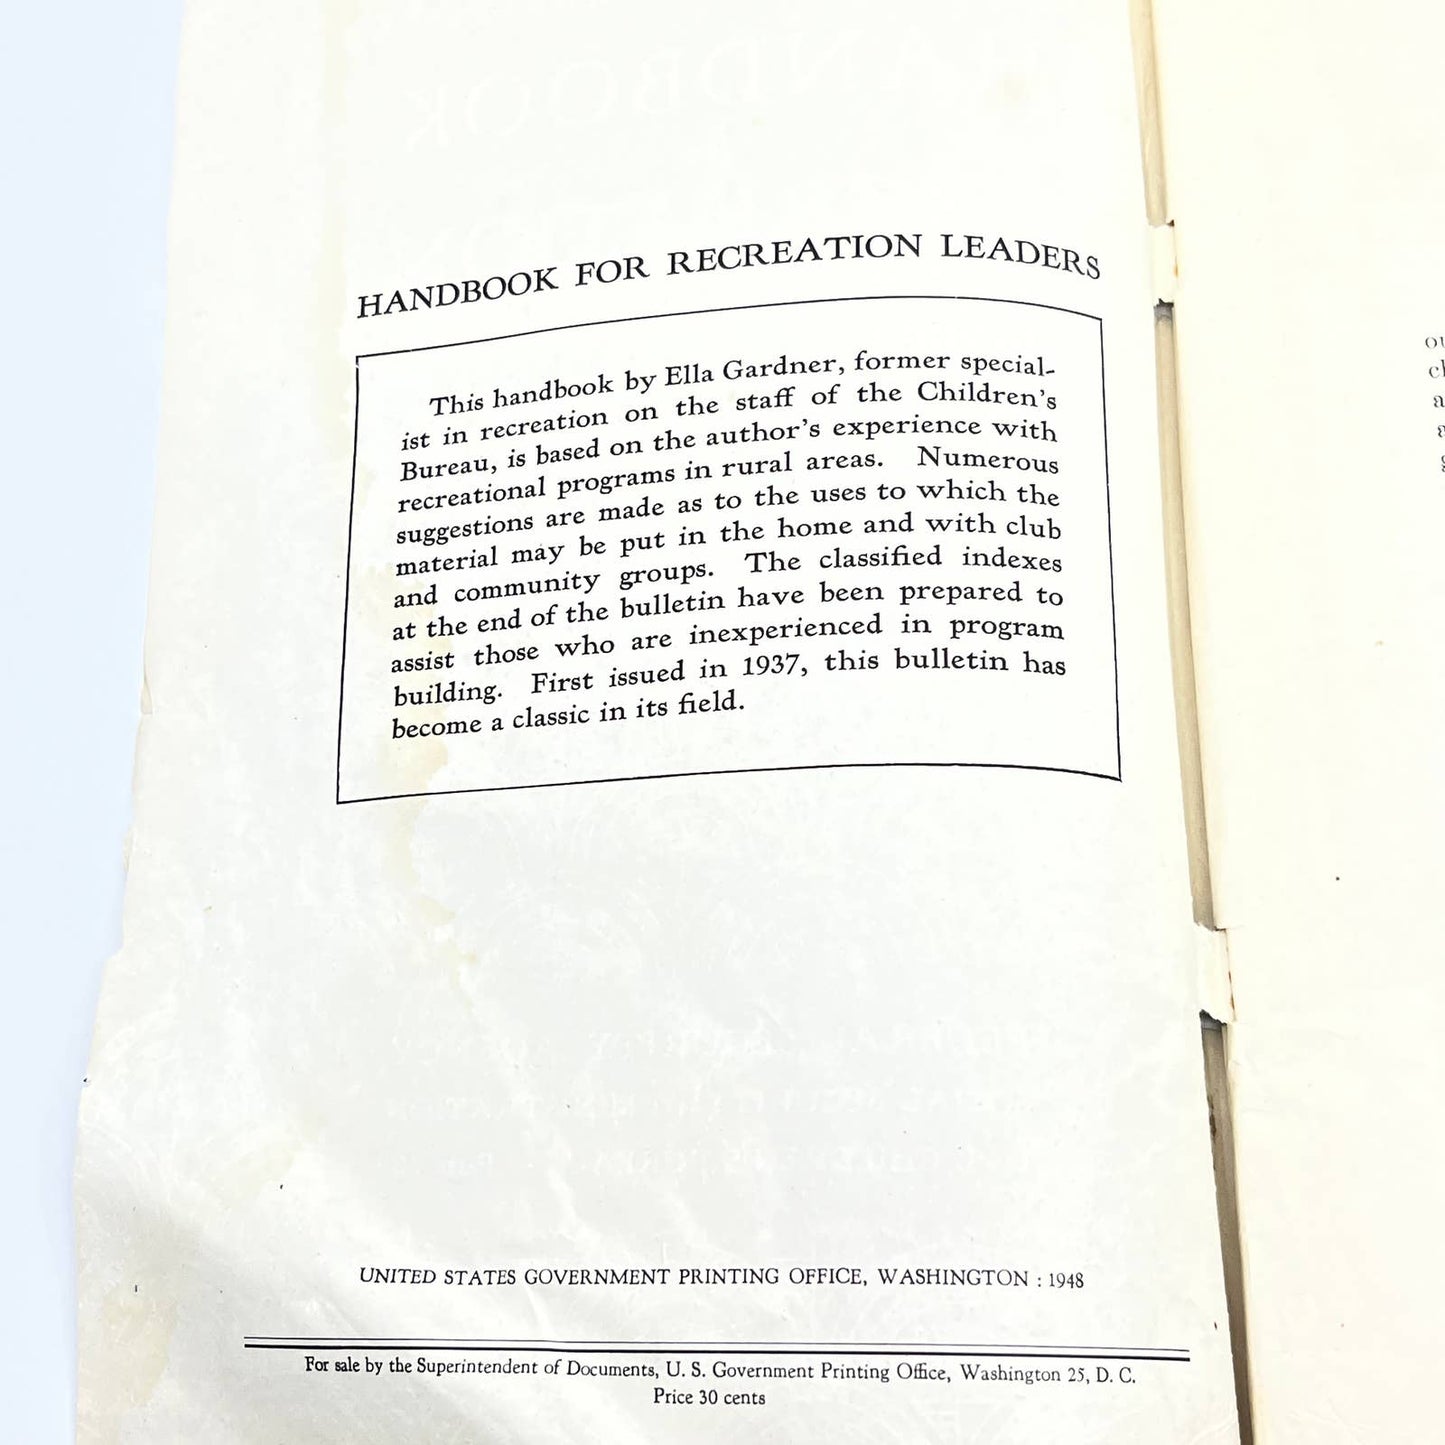 HANDBOOK FOR RECREATION LEADERS
This handbook by Ella Gardner, former special-
ist in recreation on the staff of the Children's
Bureau, is based on the author's experience with
recreational programs in rural areas. Numerous
suggestions are made as to the uses to which the
material may be put in the home and with club
and community groups. The classified indexes
at the end of the bulletin have been prepared to
assist those who are inexperienced in program
building. First issued in 1937, this bulletin has
become a classic in its field.
UNITED STATES GOVERNMENT PRINTING OFFICE, WASHINGTON : 1948
For sale by the Superintendent of Documents, U. S. Government Printing Office, Washington 25, D. C.
Price 30 cents